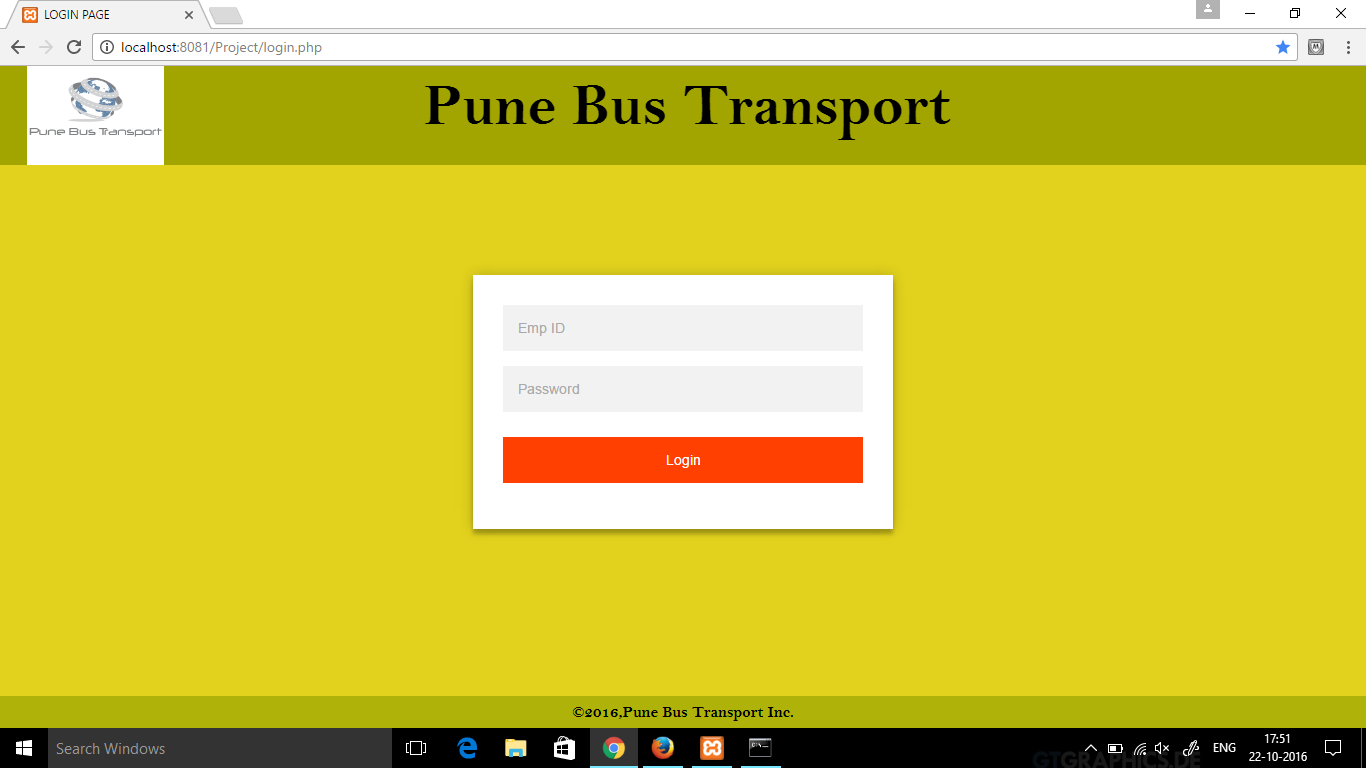 LOGIN PAGE
localhost:8081/Project/login.php
Pune Bus Transport
Pune Bus Transport
Emp ID
Password
Login
©2016,Pune Bus Transport Inc.
Search Windows
ENG
17:51
22-10-2016
GTGRAPHICS.DE